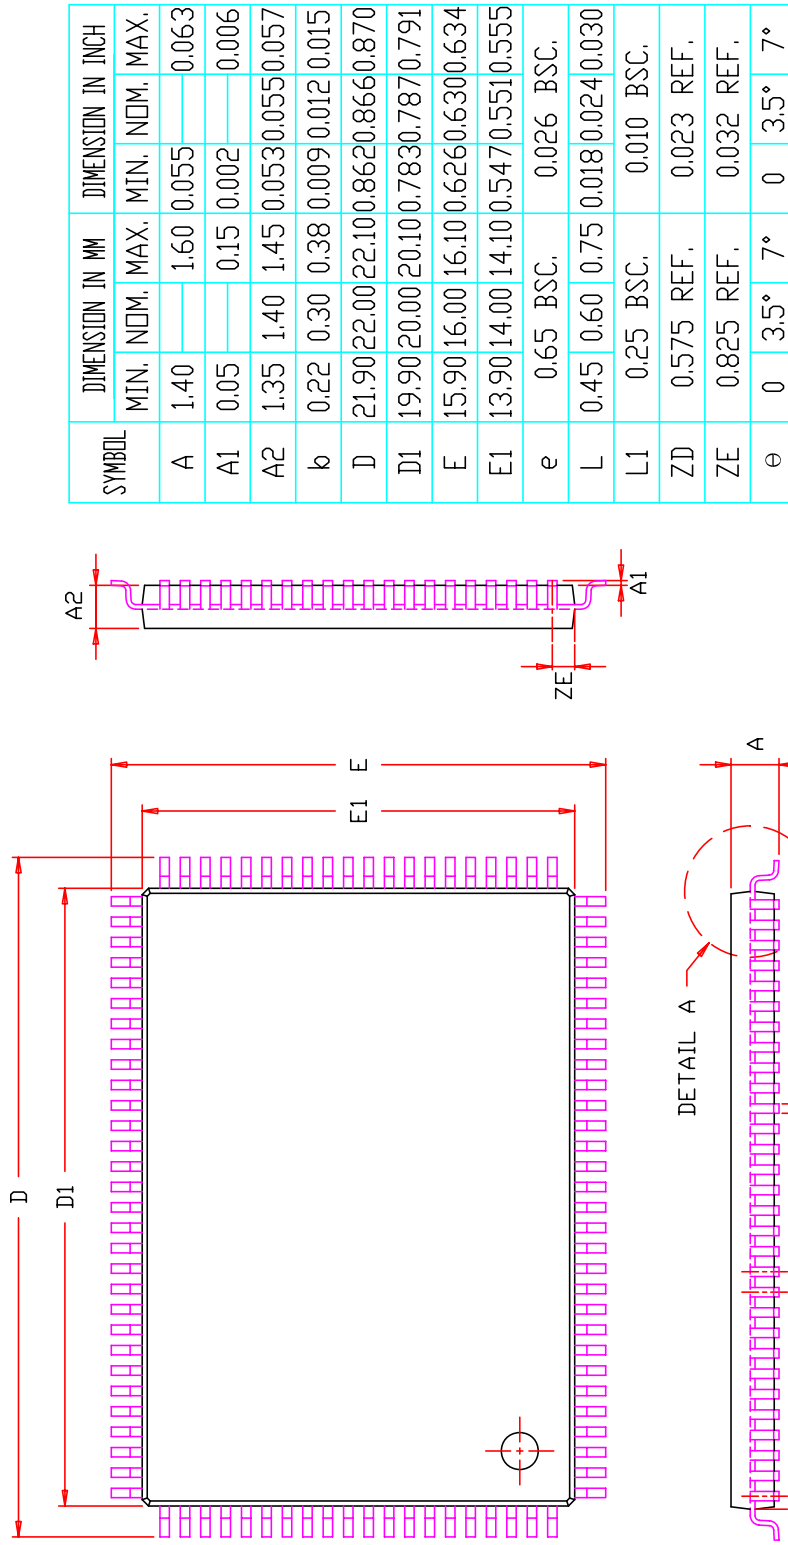 SYMBOL DIMENSION IN MM DIMENSION IN INCH
MIN. NOM. MAX. MIN. NOM. MAX.
A 1.40 1.60 0.055 0.063
A1 0.05 0.15 0.002 0.006
A2 1.35 1.40 1.45 0.053 0.055 0.057
b 0.22 0.30 0.38 0.009 0.012 0.015
D 21.90 22.00 22.10 0.862 0.866 0.870
D1 19.90 20.00 20.10 0.783 0.787 0.791
E 15.90 16.00 16.10 0.626 0.630 0.634
E1 13.90 14.00 14.10 0.547 0.551 0.555
e 0.65 BSC. 0.026 BSC.
L 0.45 0.60 0.75 0.018 0.024 0.030
L1 0.25 BSC. 0.010 BSC.
ZD 0.575 REF. 0.023 REF.
ZE 0.825 REF. 0.032 REF.
θ 0 3.5° 7° 0 3.5° 7°
A2
A1
ZE
D
D1
E
E1
A
DETAIL A